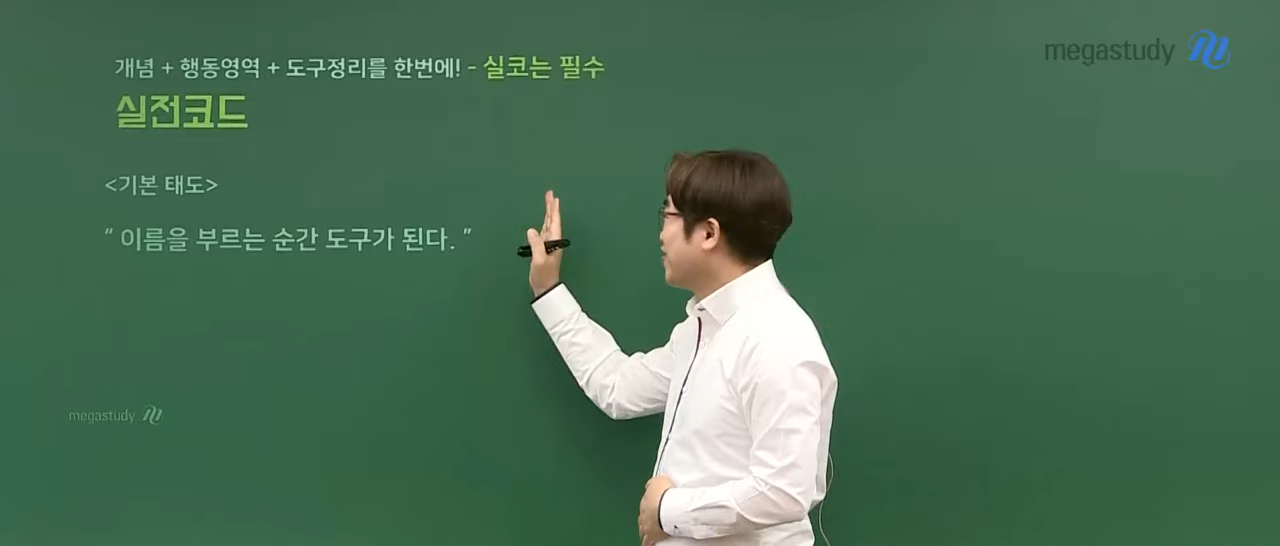 개념 + 행동영역 + 도구정리를 한번에! - 실코는 필수
megastudy
실전코드
<기본 태도>
“ 이름을 부르는 순간 도구가 된다. ”
megastudy